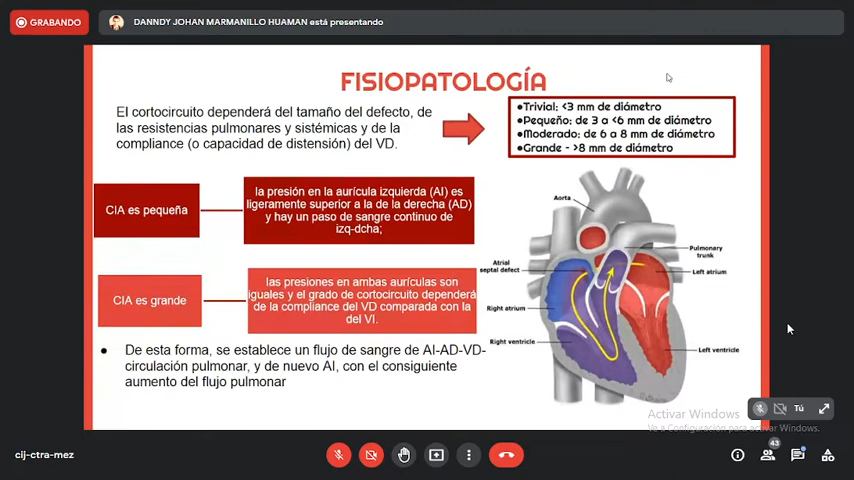 GRABANDO
DANNDY JOHAN MARMANILLO HUAMAN está presentando
FISIOPATOLOGÍA
El cortocircuito dependerá del tamaño del defecto, de
las resistencias pulmonares y sistémicas y de la
compliance (o capacidad de distensión) del VD.
•Trivial: <3 mm de diámetro
•Pequeño: de 3 a <6 mm de diámetro
•Moderado: de 6 a 8 mm de diámetro
•Grande - >8 mm de diámetro
CIA es pequeña
la presión en la aurícula izquierda (AI) es
ligeramente superior a la de la derecha (AD)
y hay un paso de sangre continuo de
izq-dcha;
CIA es grande
las presiones en ambas aurículas son
iguales y el grado de cortocircuito dependerá
de la compliance del VD comparada con la
del VI.
• De esta forma, se establece un flujo de sangre de AI-AD-VD-
circulación pulmonar, y de nuevo AI, con el consiguiente
aumento del flujo pulmonar
Aorta
Pulmonary
trunk
Atrial
septal defect
Left atrium
Right atrium
Right ventricle
Left ventricle
Activar Windows
Ve a Configuración para activar Windows.
Tú
cij-ctra-mez
43